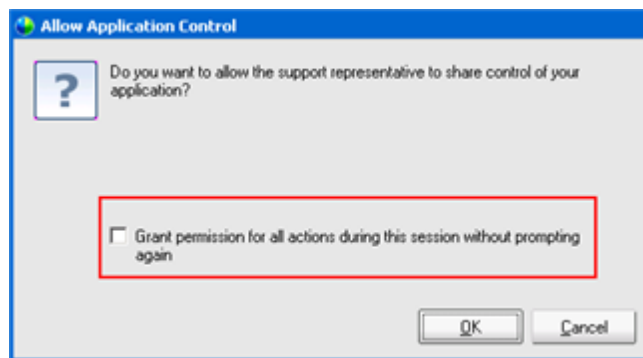 Allow Application Control
Do you want to allow the support representative to share control of your
application?
Grant permission for all actions during this session without prompting
again
OK
Cancel